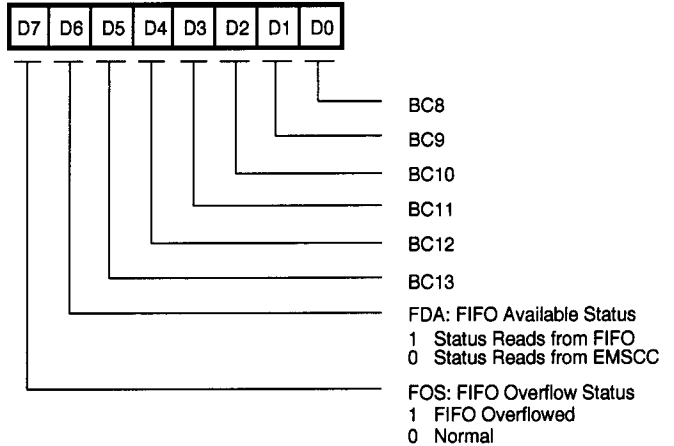 D7 D6 D5 D4 D3 D2 D1 D0
BC8
BC9
BC10
BC11
BC12
BC13
FDA: FIFO Available Status
1 Status Reads from FIFO
0 Status Reads from EMSCC
FOS: FIFO Overflow Status
1 FIFO Overflowed
0 Normal